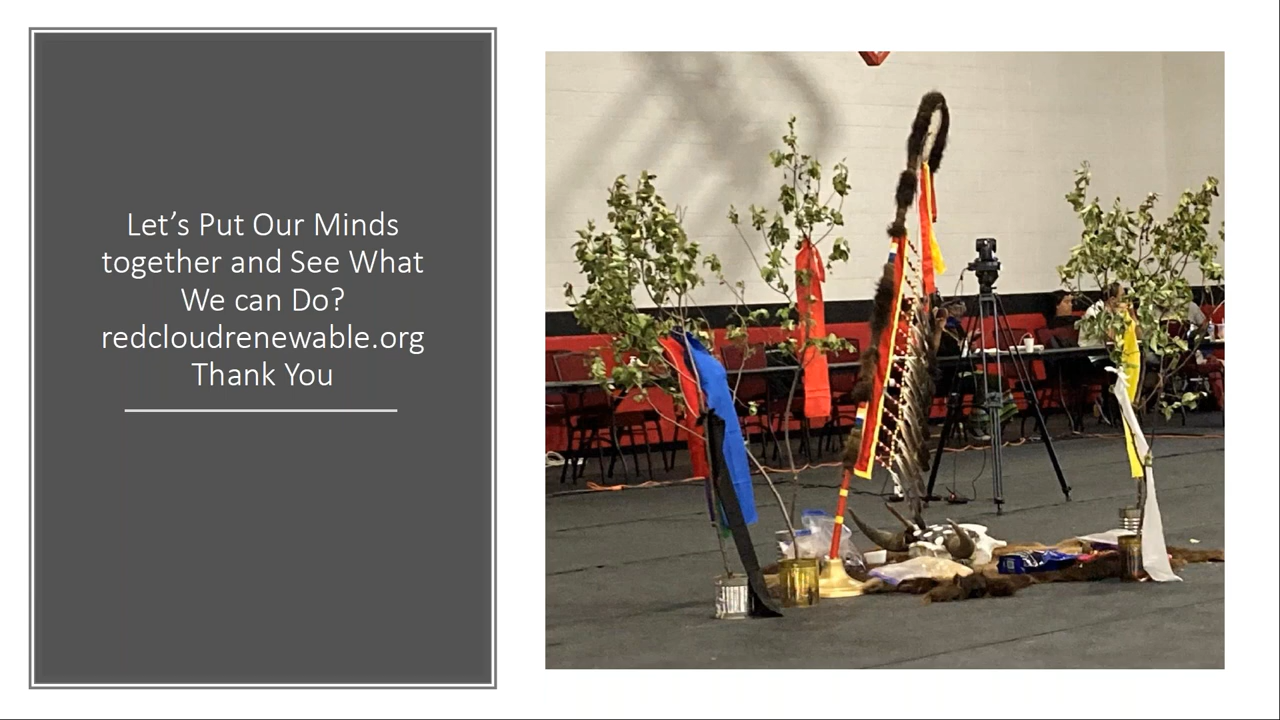 Let’s Put Our Minds
together and See What
We can Do?
redcloudrenewable.org
Thank You